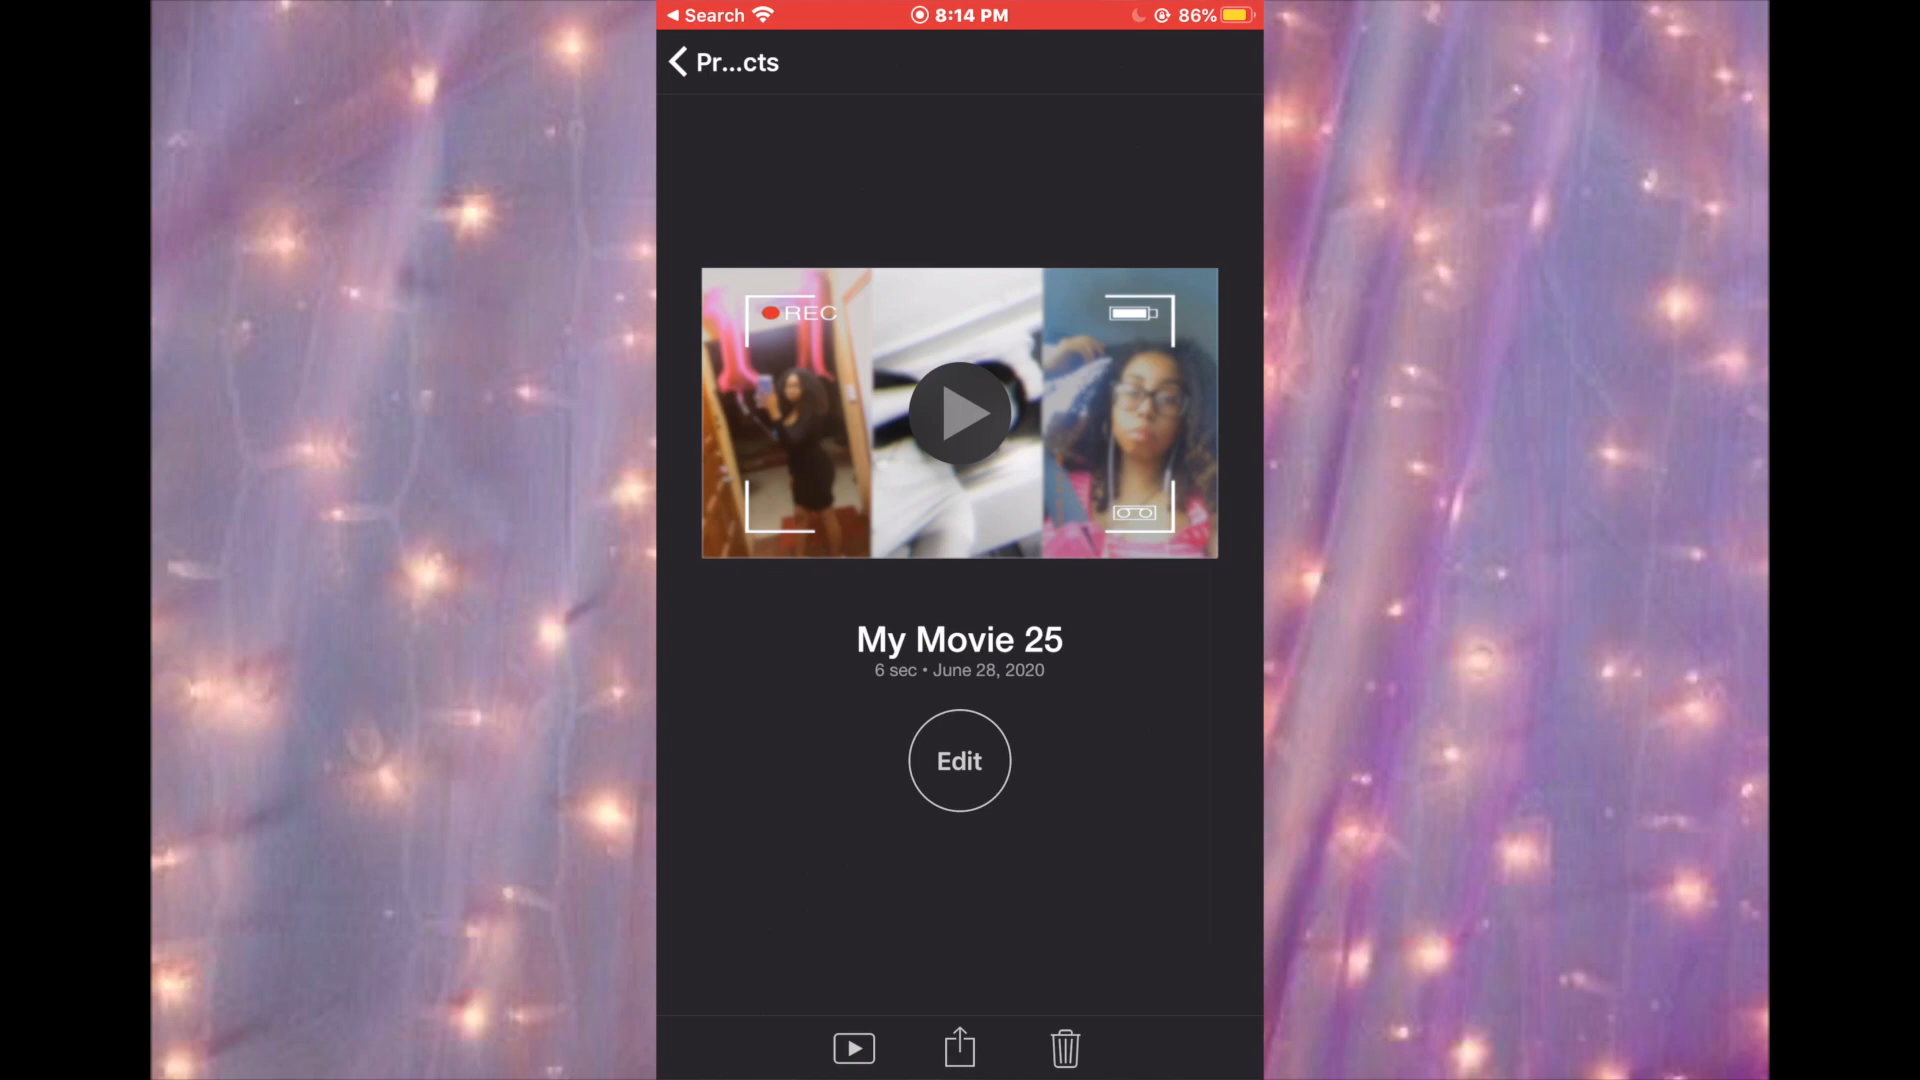 Search 8:14 PM 86%
Pr...cts
REC
My Movie 25
6 sec • June 28, 2020
Edit